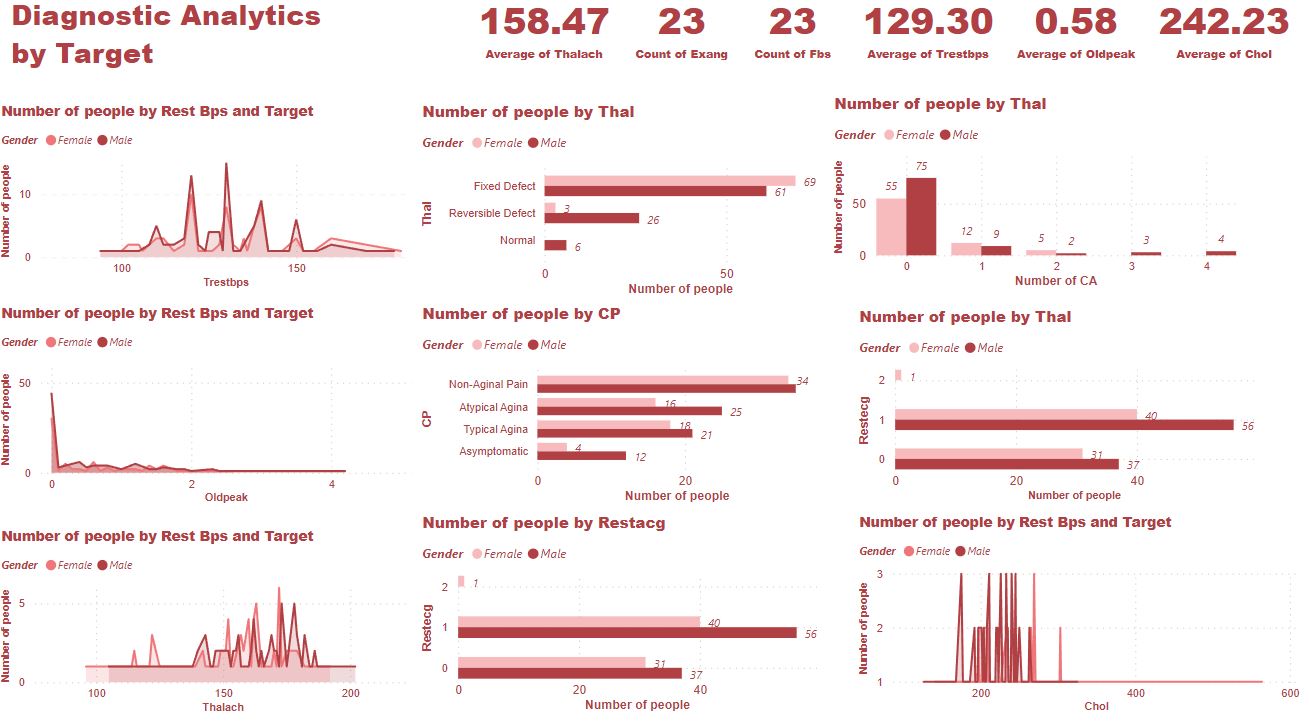 Diagnostic Analytics
by Target
158.47
Average of Thalach
23
Count of Exang
23
Count of Fbs
129.30
Average of Trestbps
0.58
Average of Oldpeak
242.23
Average of Chol
Number of people by Rest Bps and Target
Gender Female Male
Number of people
10
0
100 150
Trestbps
Number of people by Thal
Gender Female Male
Thal
Fixed Defect 69
61
Reversible Defect 3
26
Normal
6
0 50
Number of people
Number of people by Thal
Gender Female Male
Number of people
50
0
55 75
12 9
5 2
3
4
0 1 2 3 4
Number of CA
Number of people by Rest Bps and Target
Gender Female Male
Number of people
50
0
0 2 4
Oldpeak
Number of people by CP
Gender Female Male
CP
Non-Aginal Pain 34
Atypical Agina 16
25
Typical Agina 18
21
Asymptomatic 4
12
0 20
Number of people
Number of people by Thal
Gender Female Male
Restecg
2 1
1 40
56
0 31
37
0 20 40
Number of people
Number of people by Rest Bps and Target
Gender Female Male
Number of people
5
0
100 150 200
Thalach
Number of people by Restacg
Gender Female Male
Restecg
2 1
1 40
56
0 31
37
0 20 40
Number of people
Number of people by Rest Bps and Target
Gender Female Male
Number of people
3
2
1
200 400 600
Chol